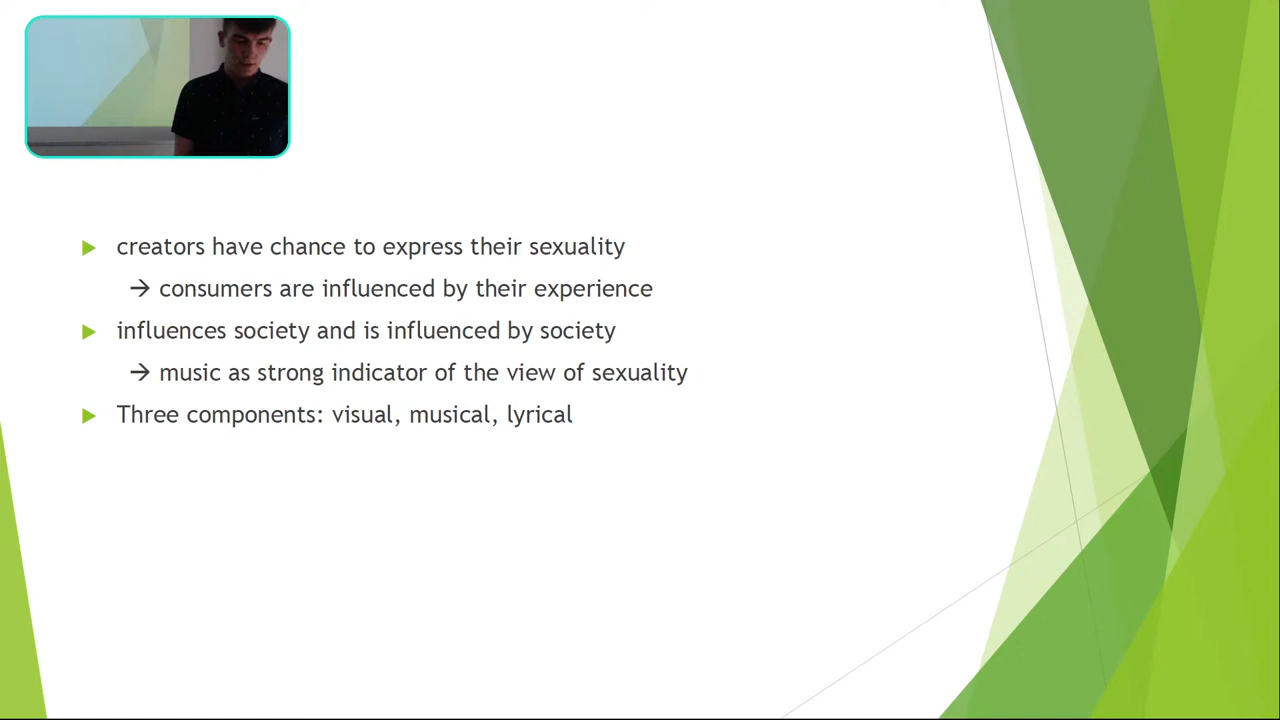 creators have chance to express their sexuality
→ consumers are influenced by their experience
influences society and is influenced by society
→ music as strong indicator of the view of sexuality
Three components: visual, musical, lyrical